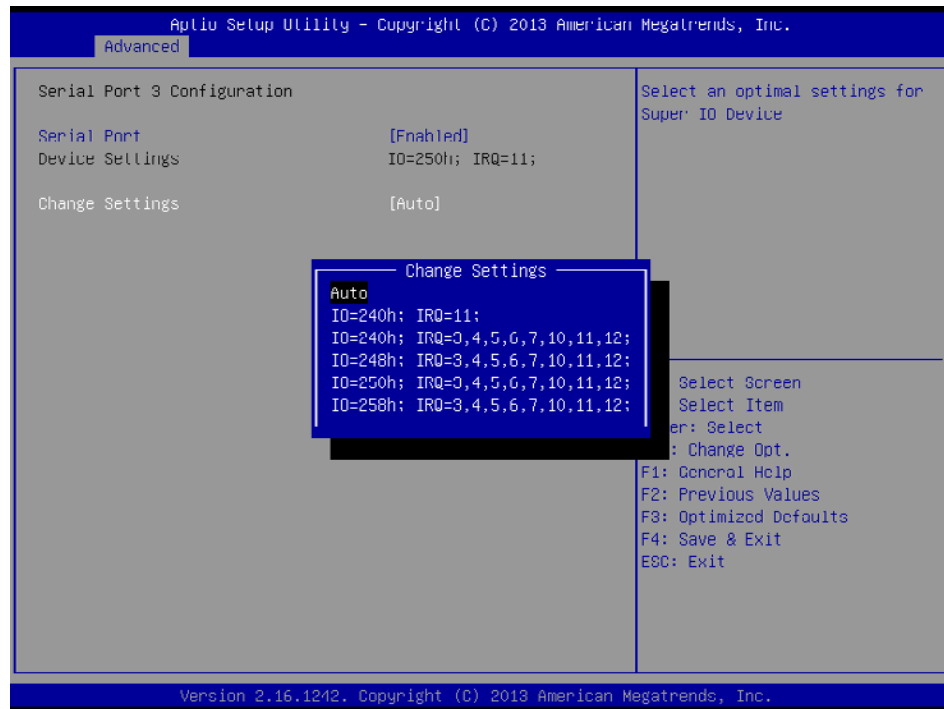 Aptio Setup Utility – Copyright (C) 2013 American Megatrends, Inc.
Advanced
Serial Port 3 Configuration
Serial Port [Enabled]
Device Settings IO=250h; IRQ=11;
Change Settings [Auto]
Select an optimal settings for
Super IO Device
Change Settings
Auto
IO=240h; IRQ=11;
IO=240h; IRQ=3,4,5,6,7,10,11,12;
IO=248h; IRQ=3,4,5,6,7,10,11,12;
IO=250h; IRQ=3,4,5,6,7,10,11,12;
IO=258h; IRQ=3,4,5,6,7,10,11,12;
Select Screen
Select Item
er: Select
: Change Opt.
F1: General Help
F2: Previous Values
F3: Optimized Defaults
F4: Save & Exit
ESC: Exit
Version 2.16.1242. Copyright (C) 2013 American Megatrends, Inc.